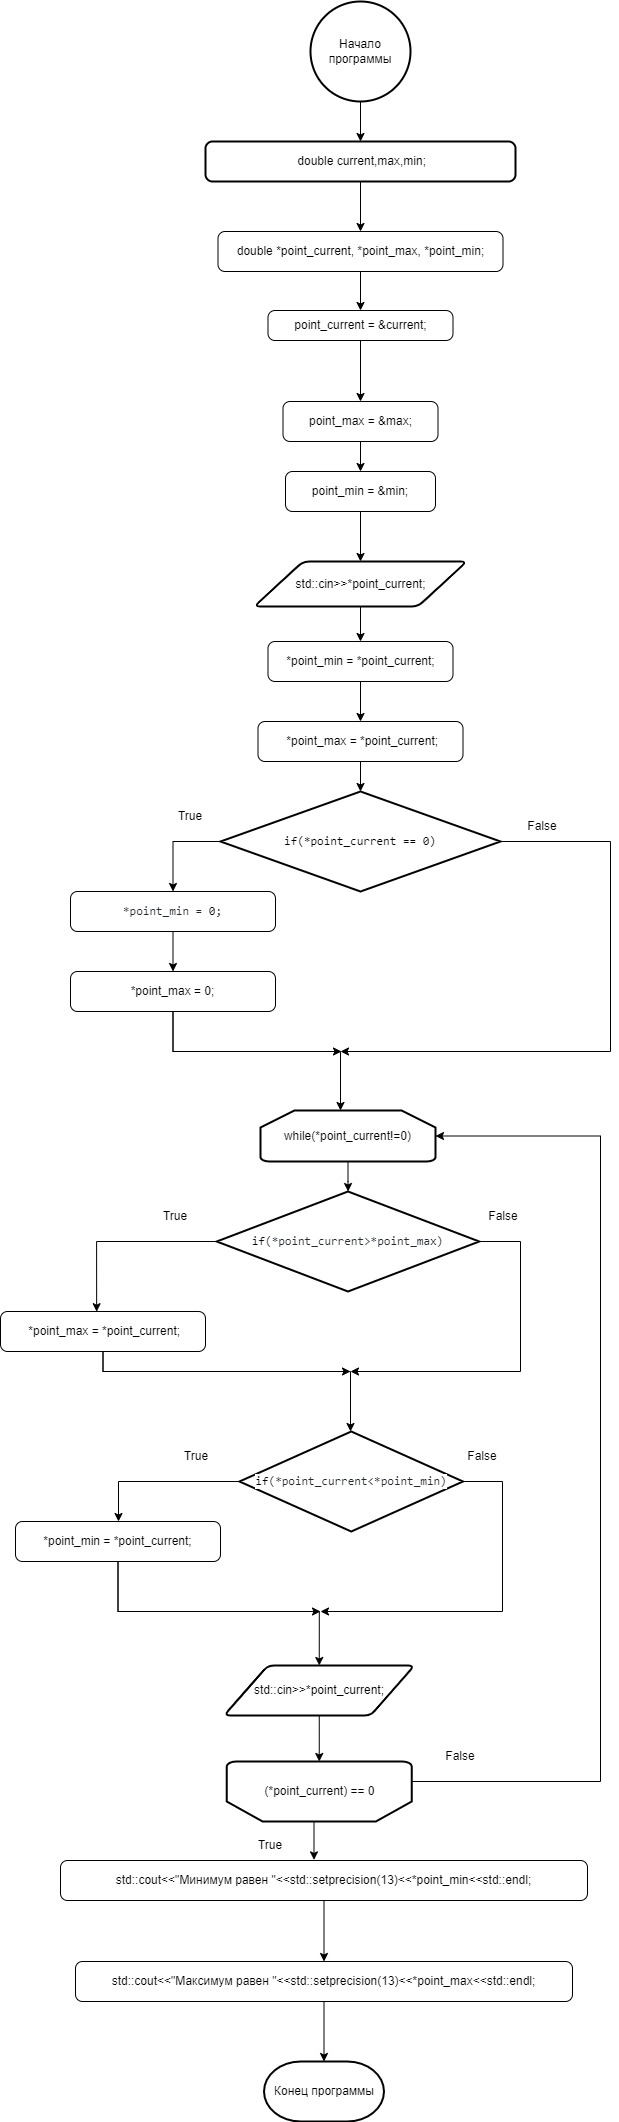 Начало
программы
double current,max,min;
double *point_current, *point_max, *point_min;
point_current = &current;
point_max = &max;
point_min = &min;
std::cin>>*point_current;
*point_min = *point_current;
*point_max = *point_current;
True
False
if(*point_current == 0)
*point_min = 0;
*point_max = 0;
while(*point_current!=0)
True
False
if(*point_current>*point_max)
*point_max = *point_current;
True
False
if(*point_current<*point_min)
*point_min = *point_current;
std::cin>>*point_current;
False
(*point_current) == 0
True
std::cout<<"Минимум равен "<<std::setprecision(13)<<*point_min<<std::endl;
std::cout<<"Максимум равен "<<std::setprecision(13)<<*point_max<<std::endl;
Конец программы